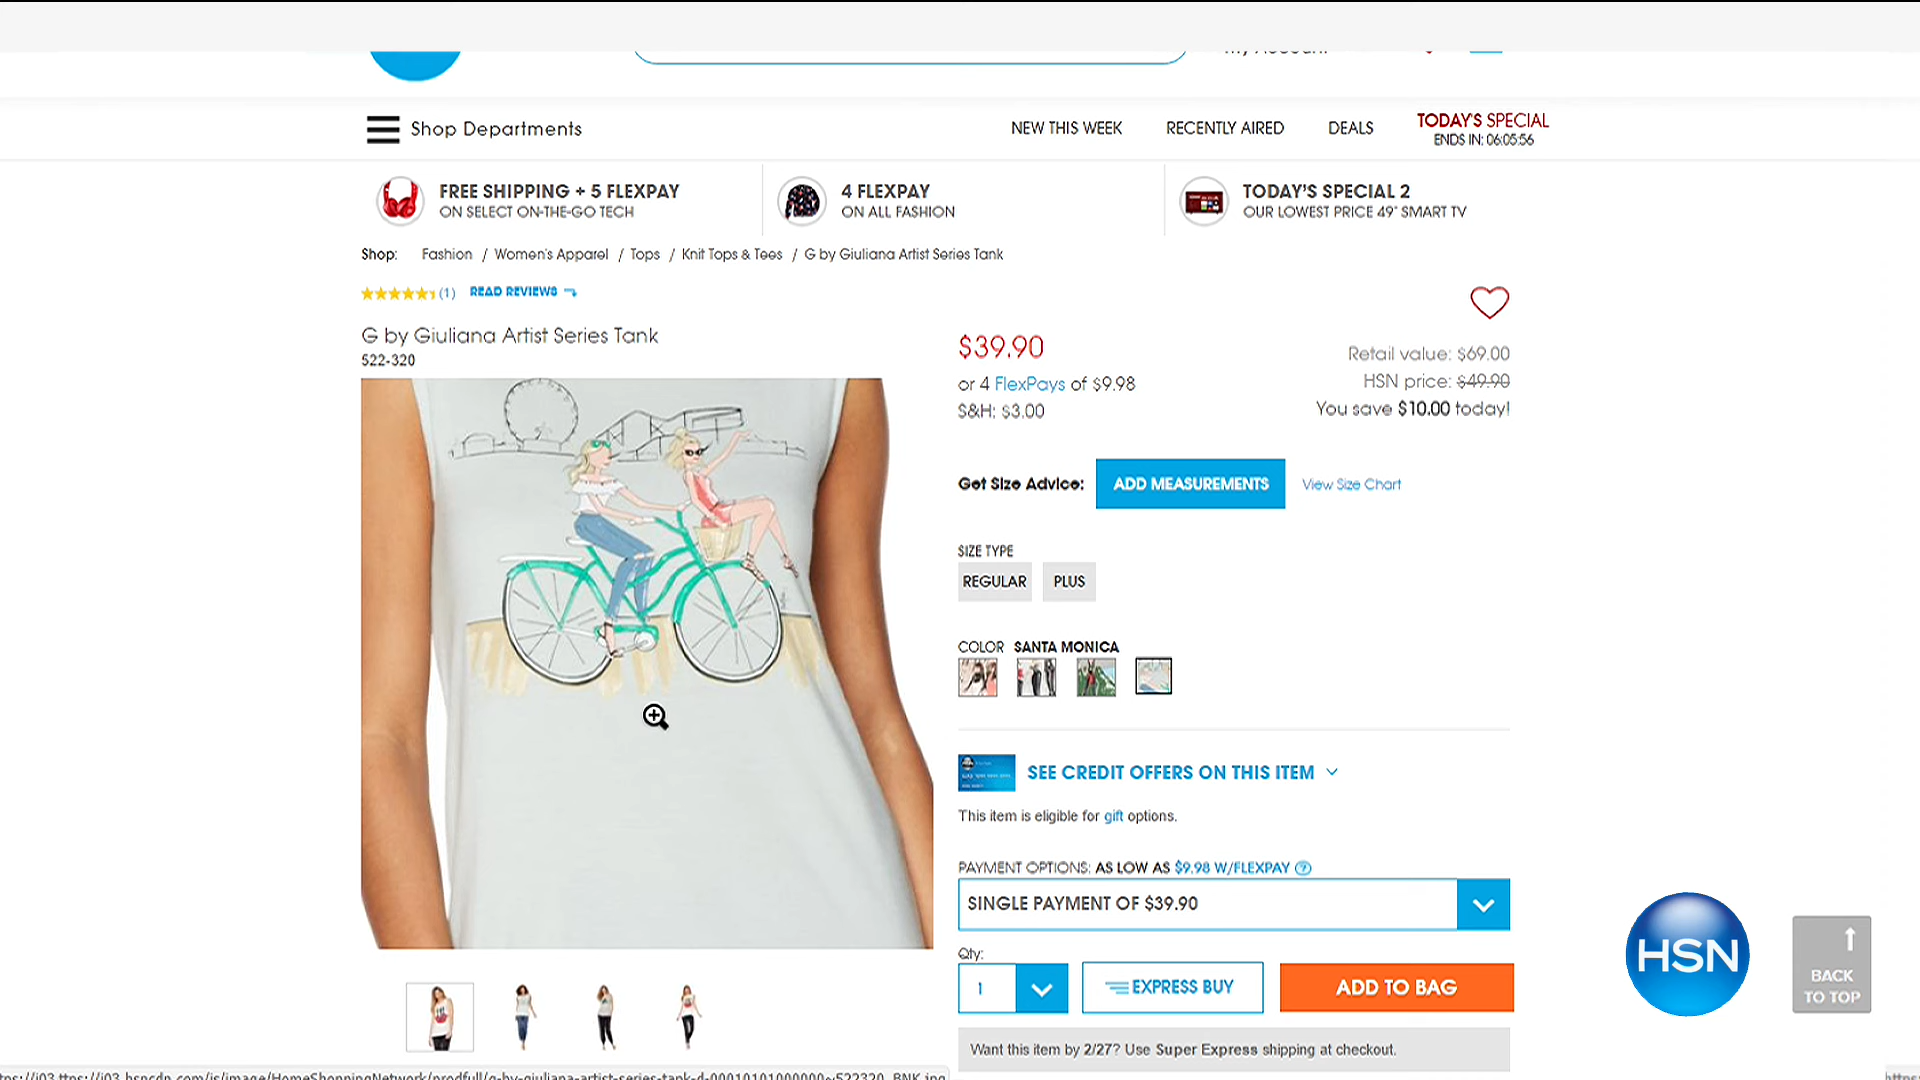 Shop Departments
NEW THIS WEEK
RECENTLY AIRED
DEALS
TODAY'S SPECIAL
ENDS IN: 06:05:56
FREE SHIPPING + 5 FLEXPAY
ON SELECT ON-THE-GO TECH
4 FLEXPAY
ON ALL FASHION
TODAY'S SPECIAL 2
OUR LOWEST PRICE 49" SMART TV
Shop: Fashion / Women's Apparel / Tops / Knit Tops & Tees / G by Giuliana Artist Series Tank
(1) READ REVIEWS
G by Giuliana Artist Series Tank
522-320
$39.90
or 4 FlexPays of $9.98
S&H: $3.00
Retail value: $69.00
HSN price: $49.90
You save $10.00 today!
Get Size Advice: ADD MEASUREMENTS View Size Chart
SIZE TYPE
REGULAR PLUS
COLOR SANTA MONICA
SEE CREDIT OFFERS ON THIS ITEM
This item is eligible for gift options.
PAYMENT OPTIONS: AS LOW AS $9.98 W/FLEXPAY ?
SINGLE PAYMENT OF $39.90
Qty:
1 EXPRESS BUY ADD TO BAG
Want this item by 2/27? Use Super Express shipping at checkout.
HSN
BACK
TO TOP